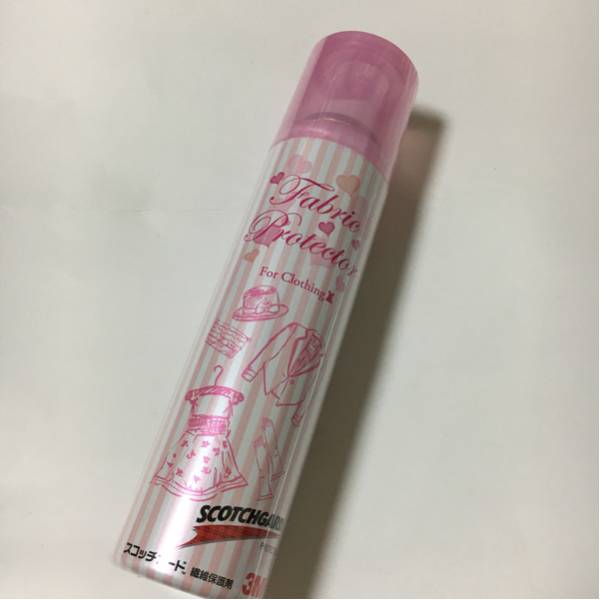 Fabric
Protector
For Clothing
SCOTCHGARD
スコッチガード 繊維保護剤
3M